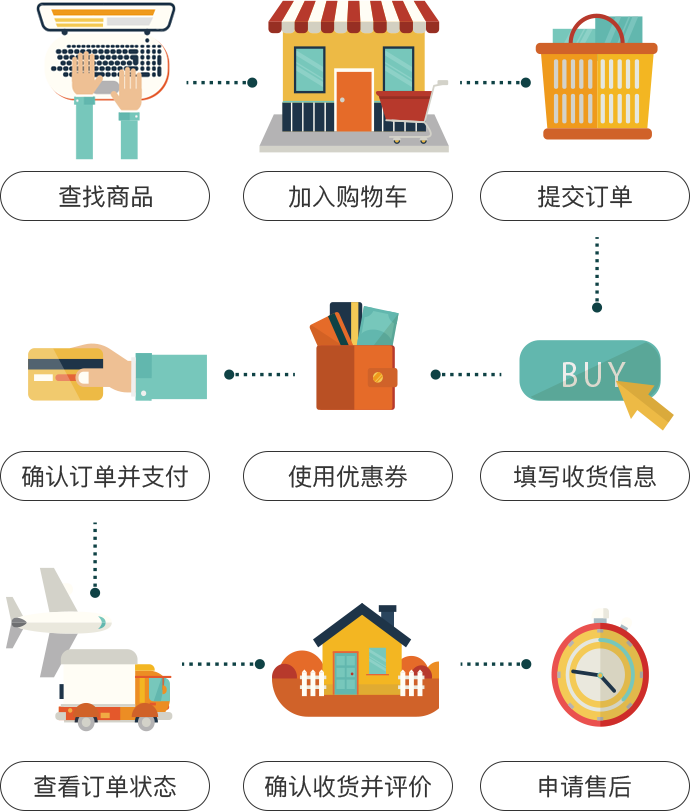 查找商品
加入购物车
提交订单
BUY
确认订单并支付
使用优惠券
填写收货信息
查看订单状态
确认收货并评价
申请售后